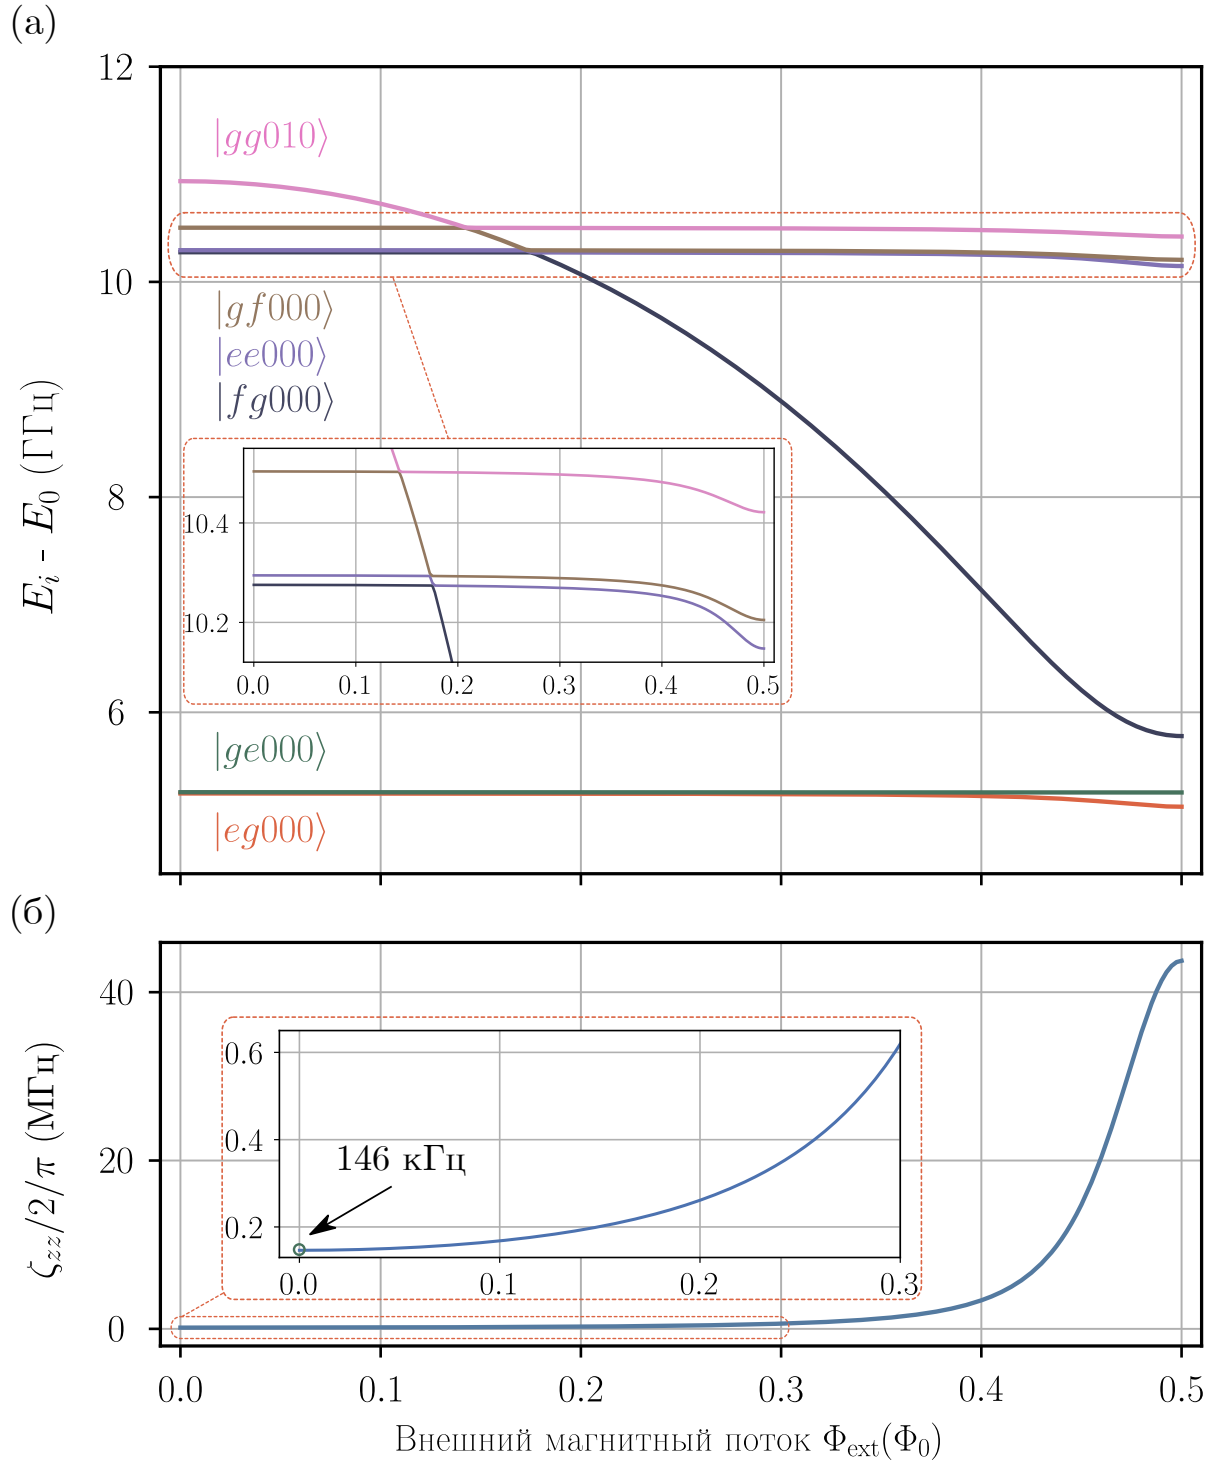 (а)
12
10
8
6
E_i - E_0 (ГГц)
|gg010⟩
|gf000⟩
|ee000⟩
|fg000⟩
10.4
10.2
0.0 0.1 0.2 0.3 0.4 0.5
|ge000⟩
|eg000⟩
(б)
40
20
0
ζ_zz/2/π (МГц)
0.6
0.4
0.2
146 кГц
0.0 0.1 0.2 0.3
0.0 0.1 0.2 0.3 0.4 0.5
Внешний магнитный поток Φ_ext(Φ_0)